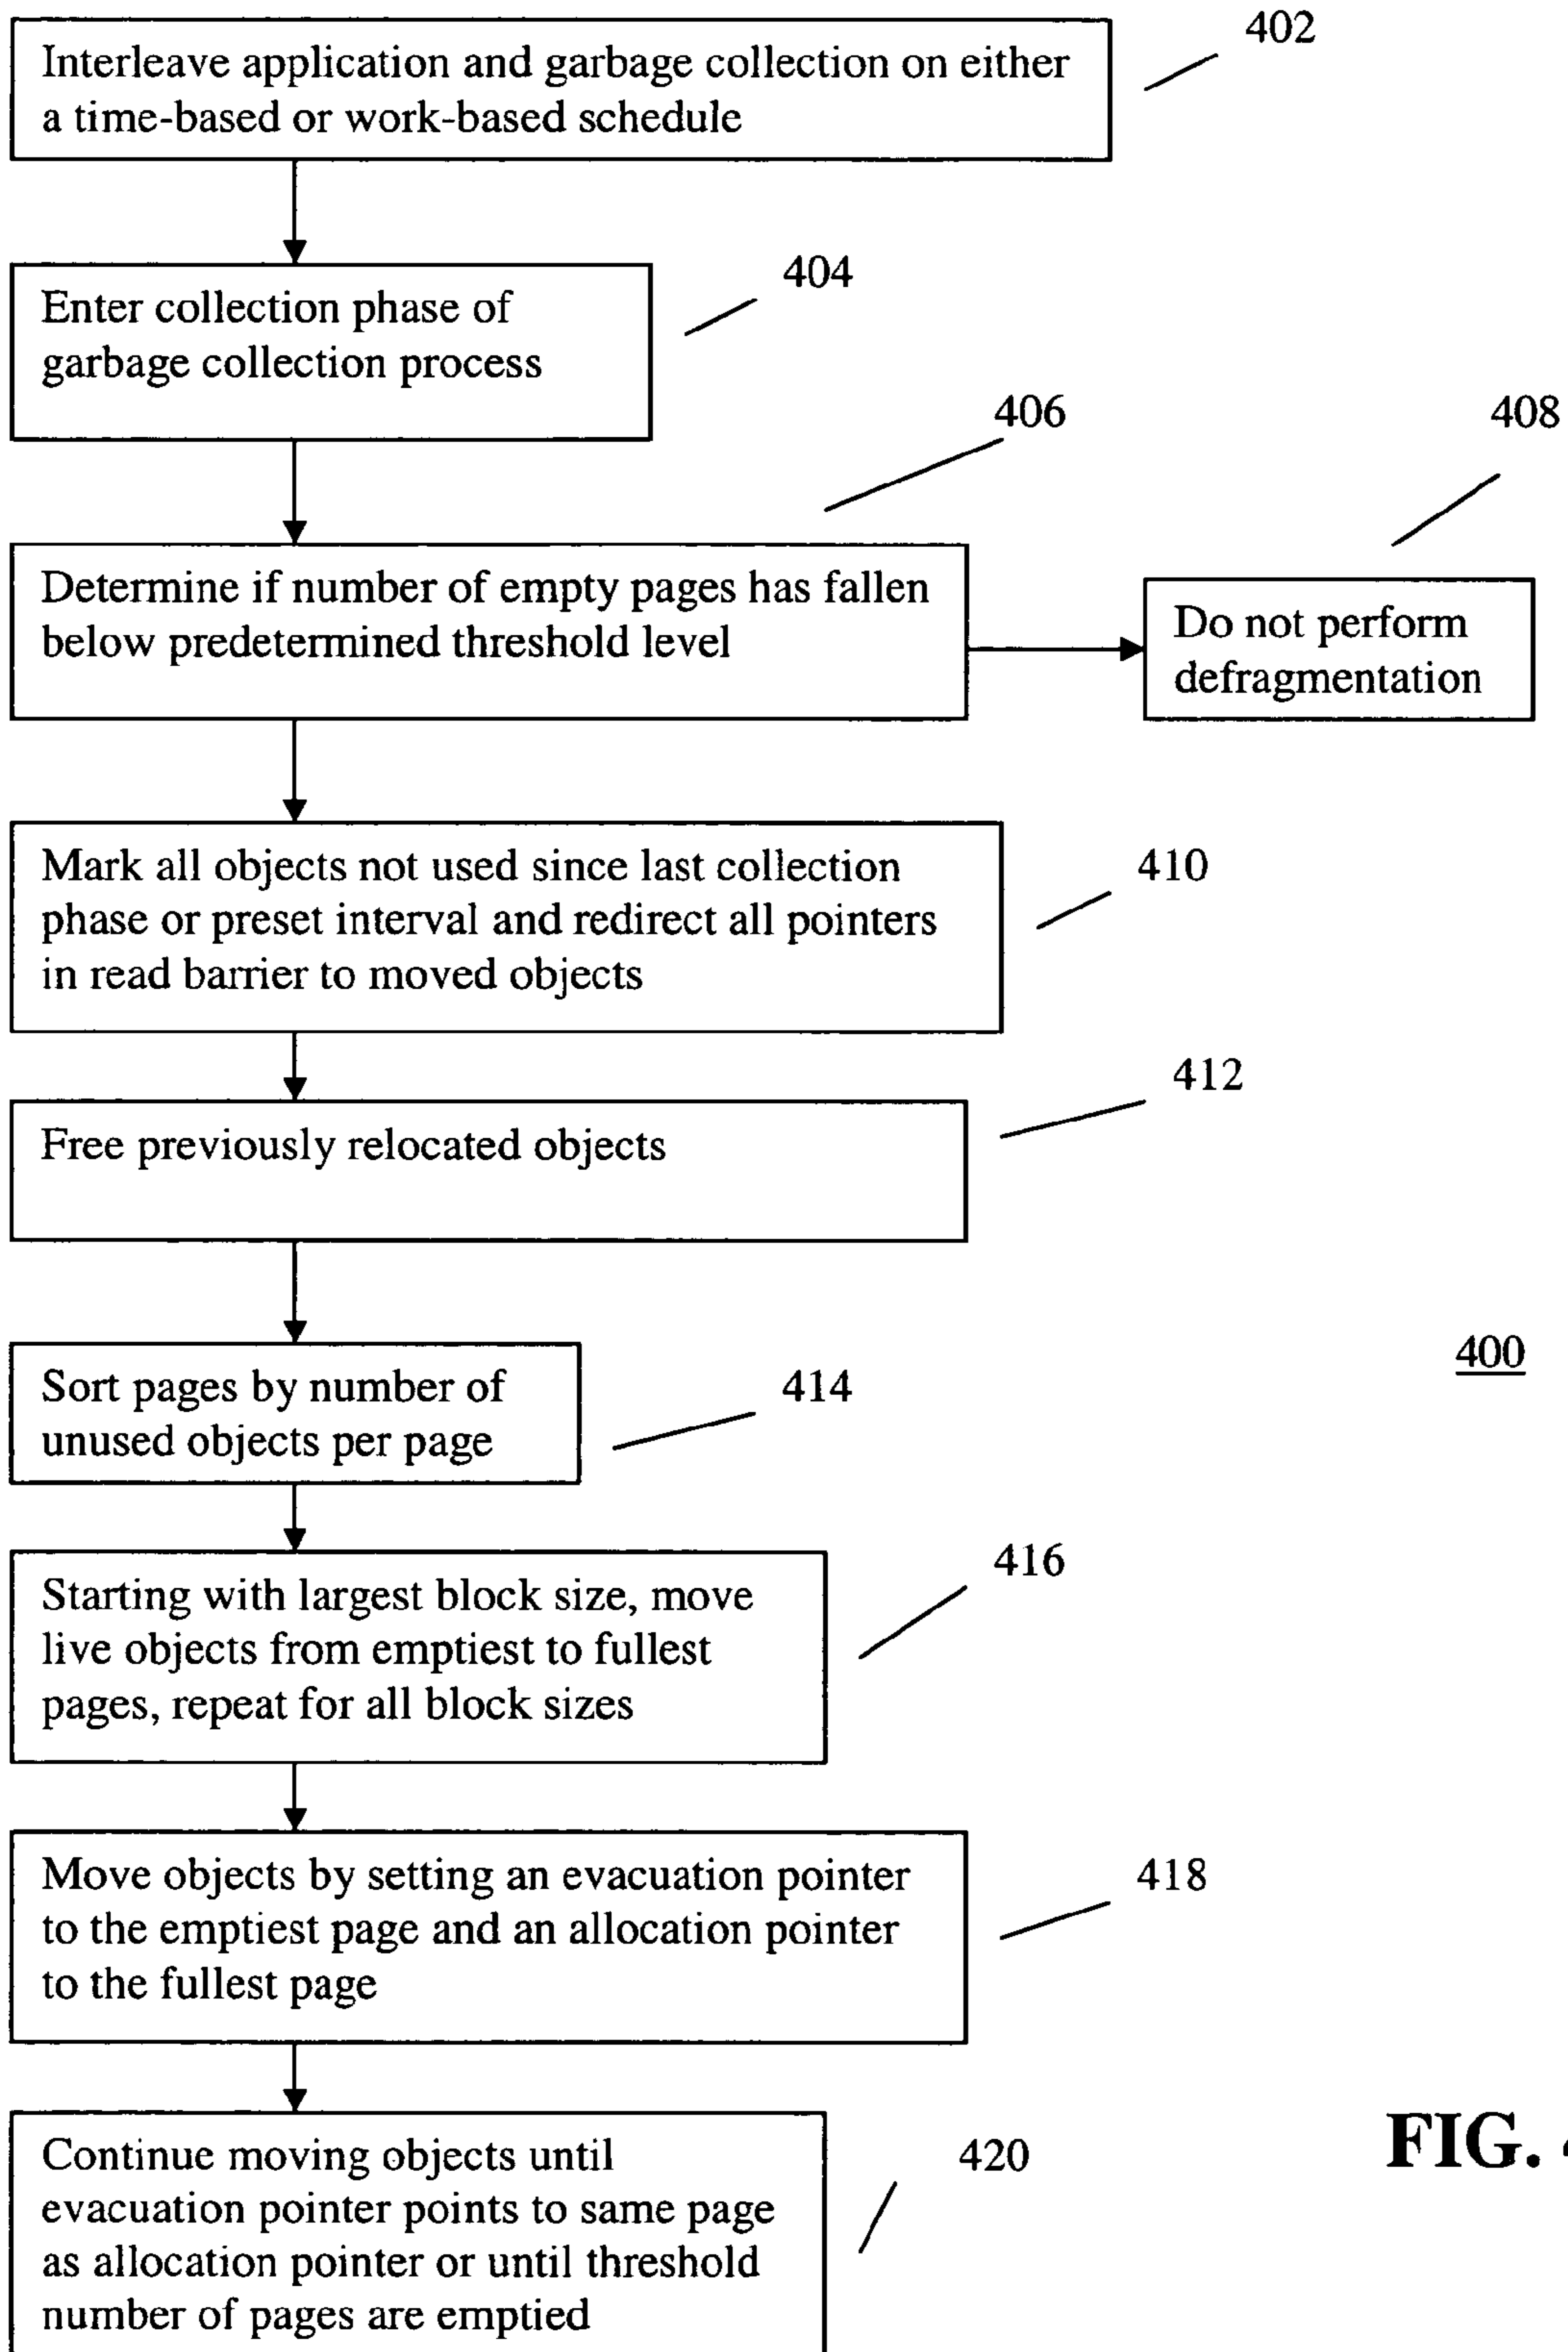 402
Interleave application and garbage collection on either
a time-based or work-based schedule
404
Enter collection phase of
garbage collection process
406
408
Determine if number of empty pages has fallen
below predetermined threshold level
Do not perform
defragmentation
410
Mark all objects not used since last collection
phase or preset interval and redirect all pointers
in read barrier to moved objects
412
Free previously relocated objects
400
414
Sort pages by number of
unused objects per page
416
Starting with largest block size, move
live objects from emptiest to fullest
pages, repeat for all block sizes
418
Move objects by setting an evacuation pointer
to the emptiest page and an allocation pointer
to the fullest page
FIG. 4
420
Continue moving objects until
evacuation pointer points to same page
as allocation pointer or until threshold
number of pages are emptied